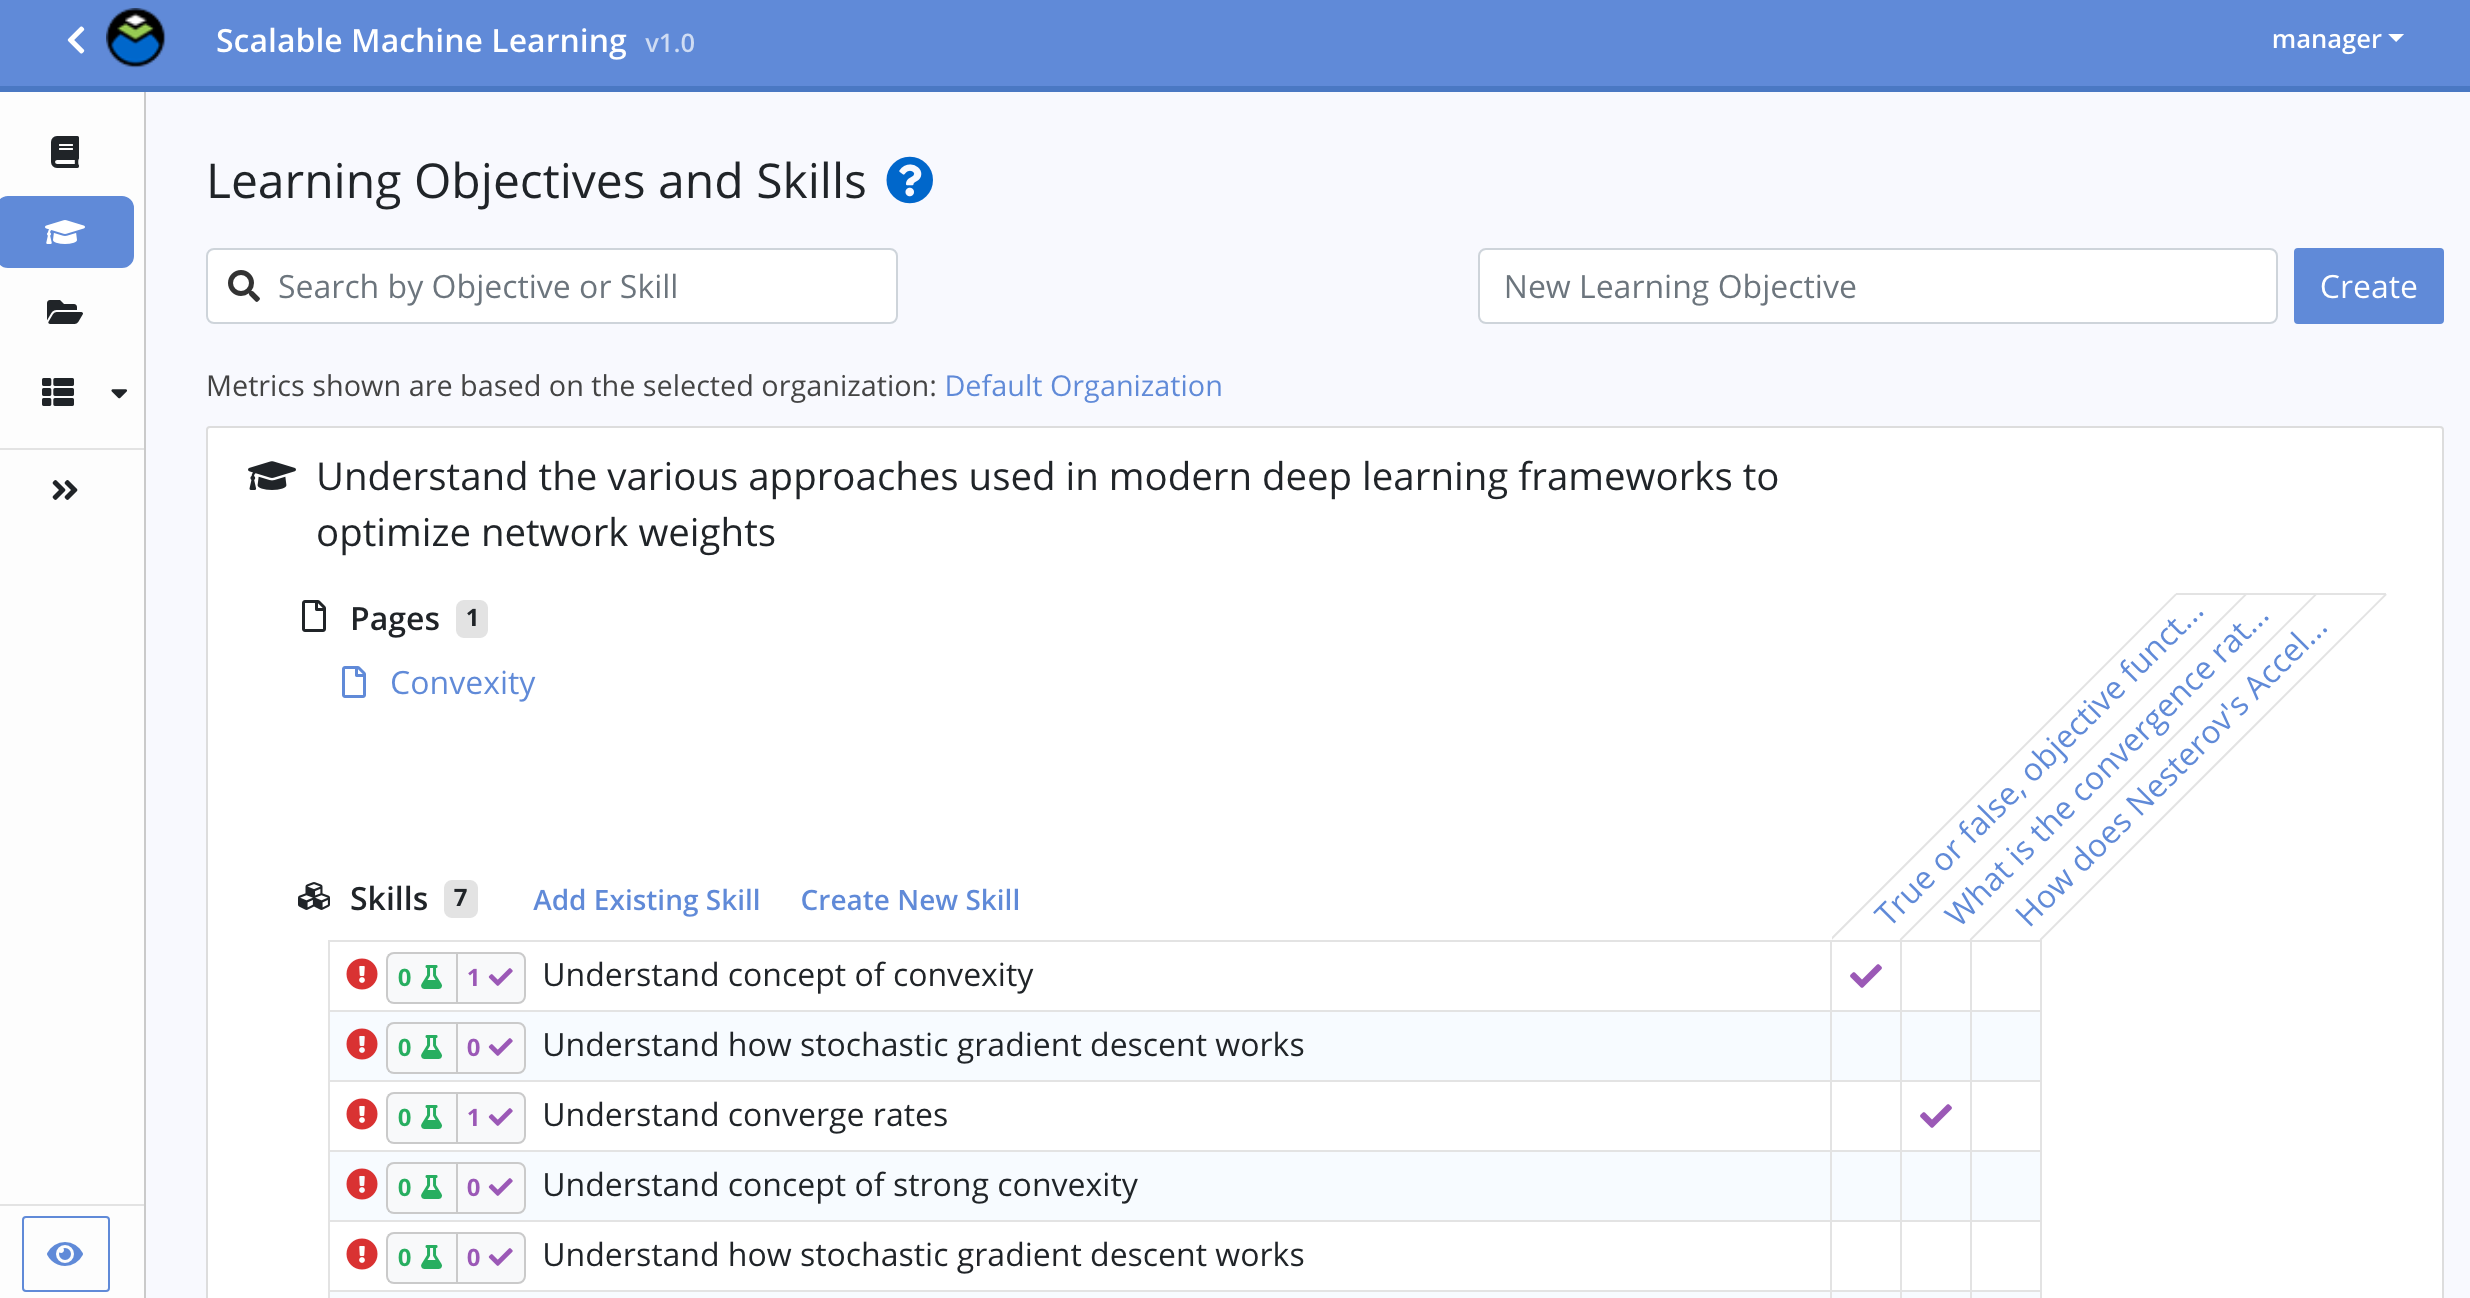 Scalable Machine Learning v1.0
manager
Learning Objectives and Skills ?
Search by Objective or Skill
New Learning Objective
Create
Metrics shown are based on the selected organization: Default Organization
Understand the various approaches used in modern deep learning frameworks to
optimize network weights
Pages 1
Convexity
True or false, objective funct...
What is the convergence rat...
How does Nesterov's Accel...
Skills 7 Add Existing Skill Create New Skill
! 0 1 Understand concept of convexity
! 0 0 Understand how stochastic gradient descent works
! 0 1 Understand converge rates
! 0 0 Understand concept of strong convexity
! 0 0 Understand how stochastic gradient descent works